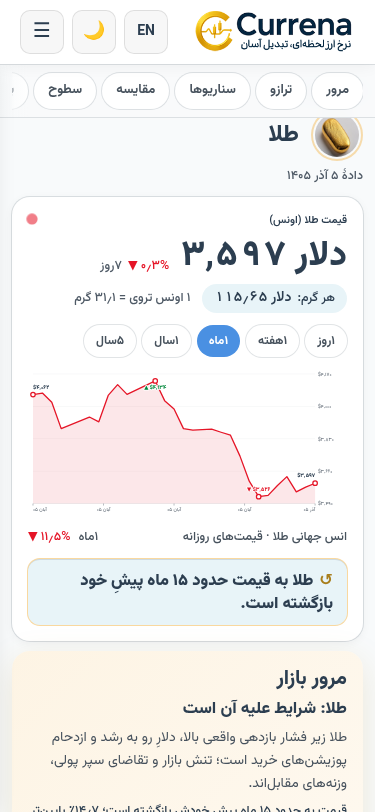 Currena
نرخ ارز لحظه‌ای، تبدیل آسان
EN
مرور
ترازو
سناریوها
مقایسه
سطوح
طلا
دادهٔ ۵ آذر ۱۴۰۵
قیمت طلا (اونس)
۳,۵۹۷ دلار
▼ ۰٫۳% ۷روز
هر گرم: ۱۱۵٫۶۵ دلار
۱ اونس تروی = ۳۱٫۱ گرم
۱روز
۱هفته
۱ماه
۱سال
۵سال
$۴,۰۶۲
$۳,۵۹۷
انس جهانی طلا · قیمت‌های روزانه
۱ماه ▼ ۱۱٫۵%
↺ طلا به قیمت حدود ۱۵ ماه پیشِ خود
بازگشته است.
مرور بازار
طلا: شرایط علیه آن است
طلا زیر فشار بازدهی واقعی بالا، دلارِ رو به رشد و ازدحام
پوزیشن‌های خرید است؛ تنش بازار و تقاضای سپر پولی،
وزنه‌های مقابل‌اند.